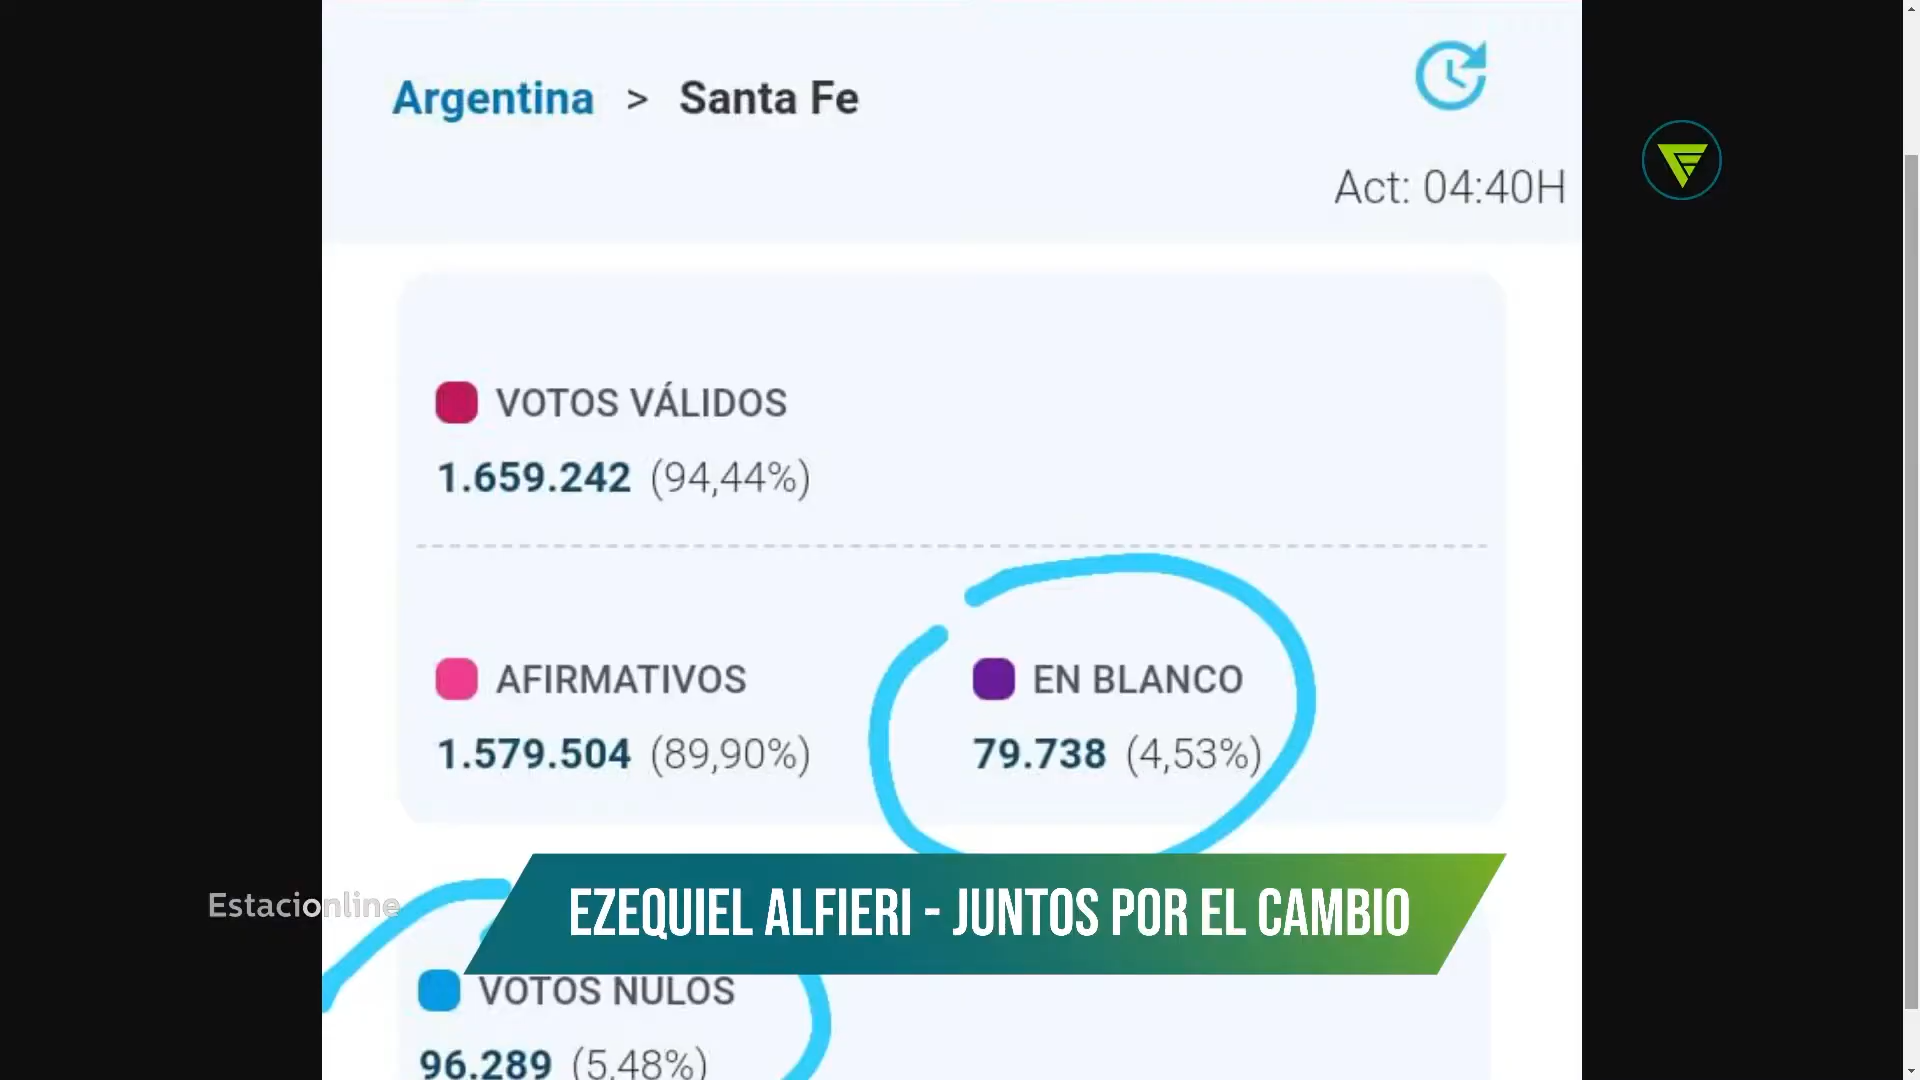 Argentina > Santa Fe
Act: 04:40H
VOTOS VÁLIDOS
1.659.242 (94,44%)
AFIRMATIVOS
1.579.504 (89,90%)
EN BLANCO
79.738 (4,53%)
Estacionline
EZEQUIEL ALFIERI - JUNTOS POR EL CAMBIO
VOTOS NULOS
96.289 (5,48%)